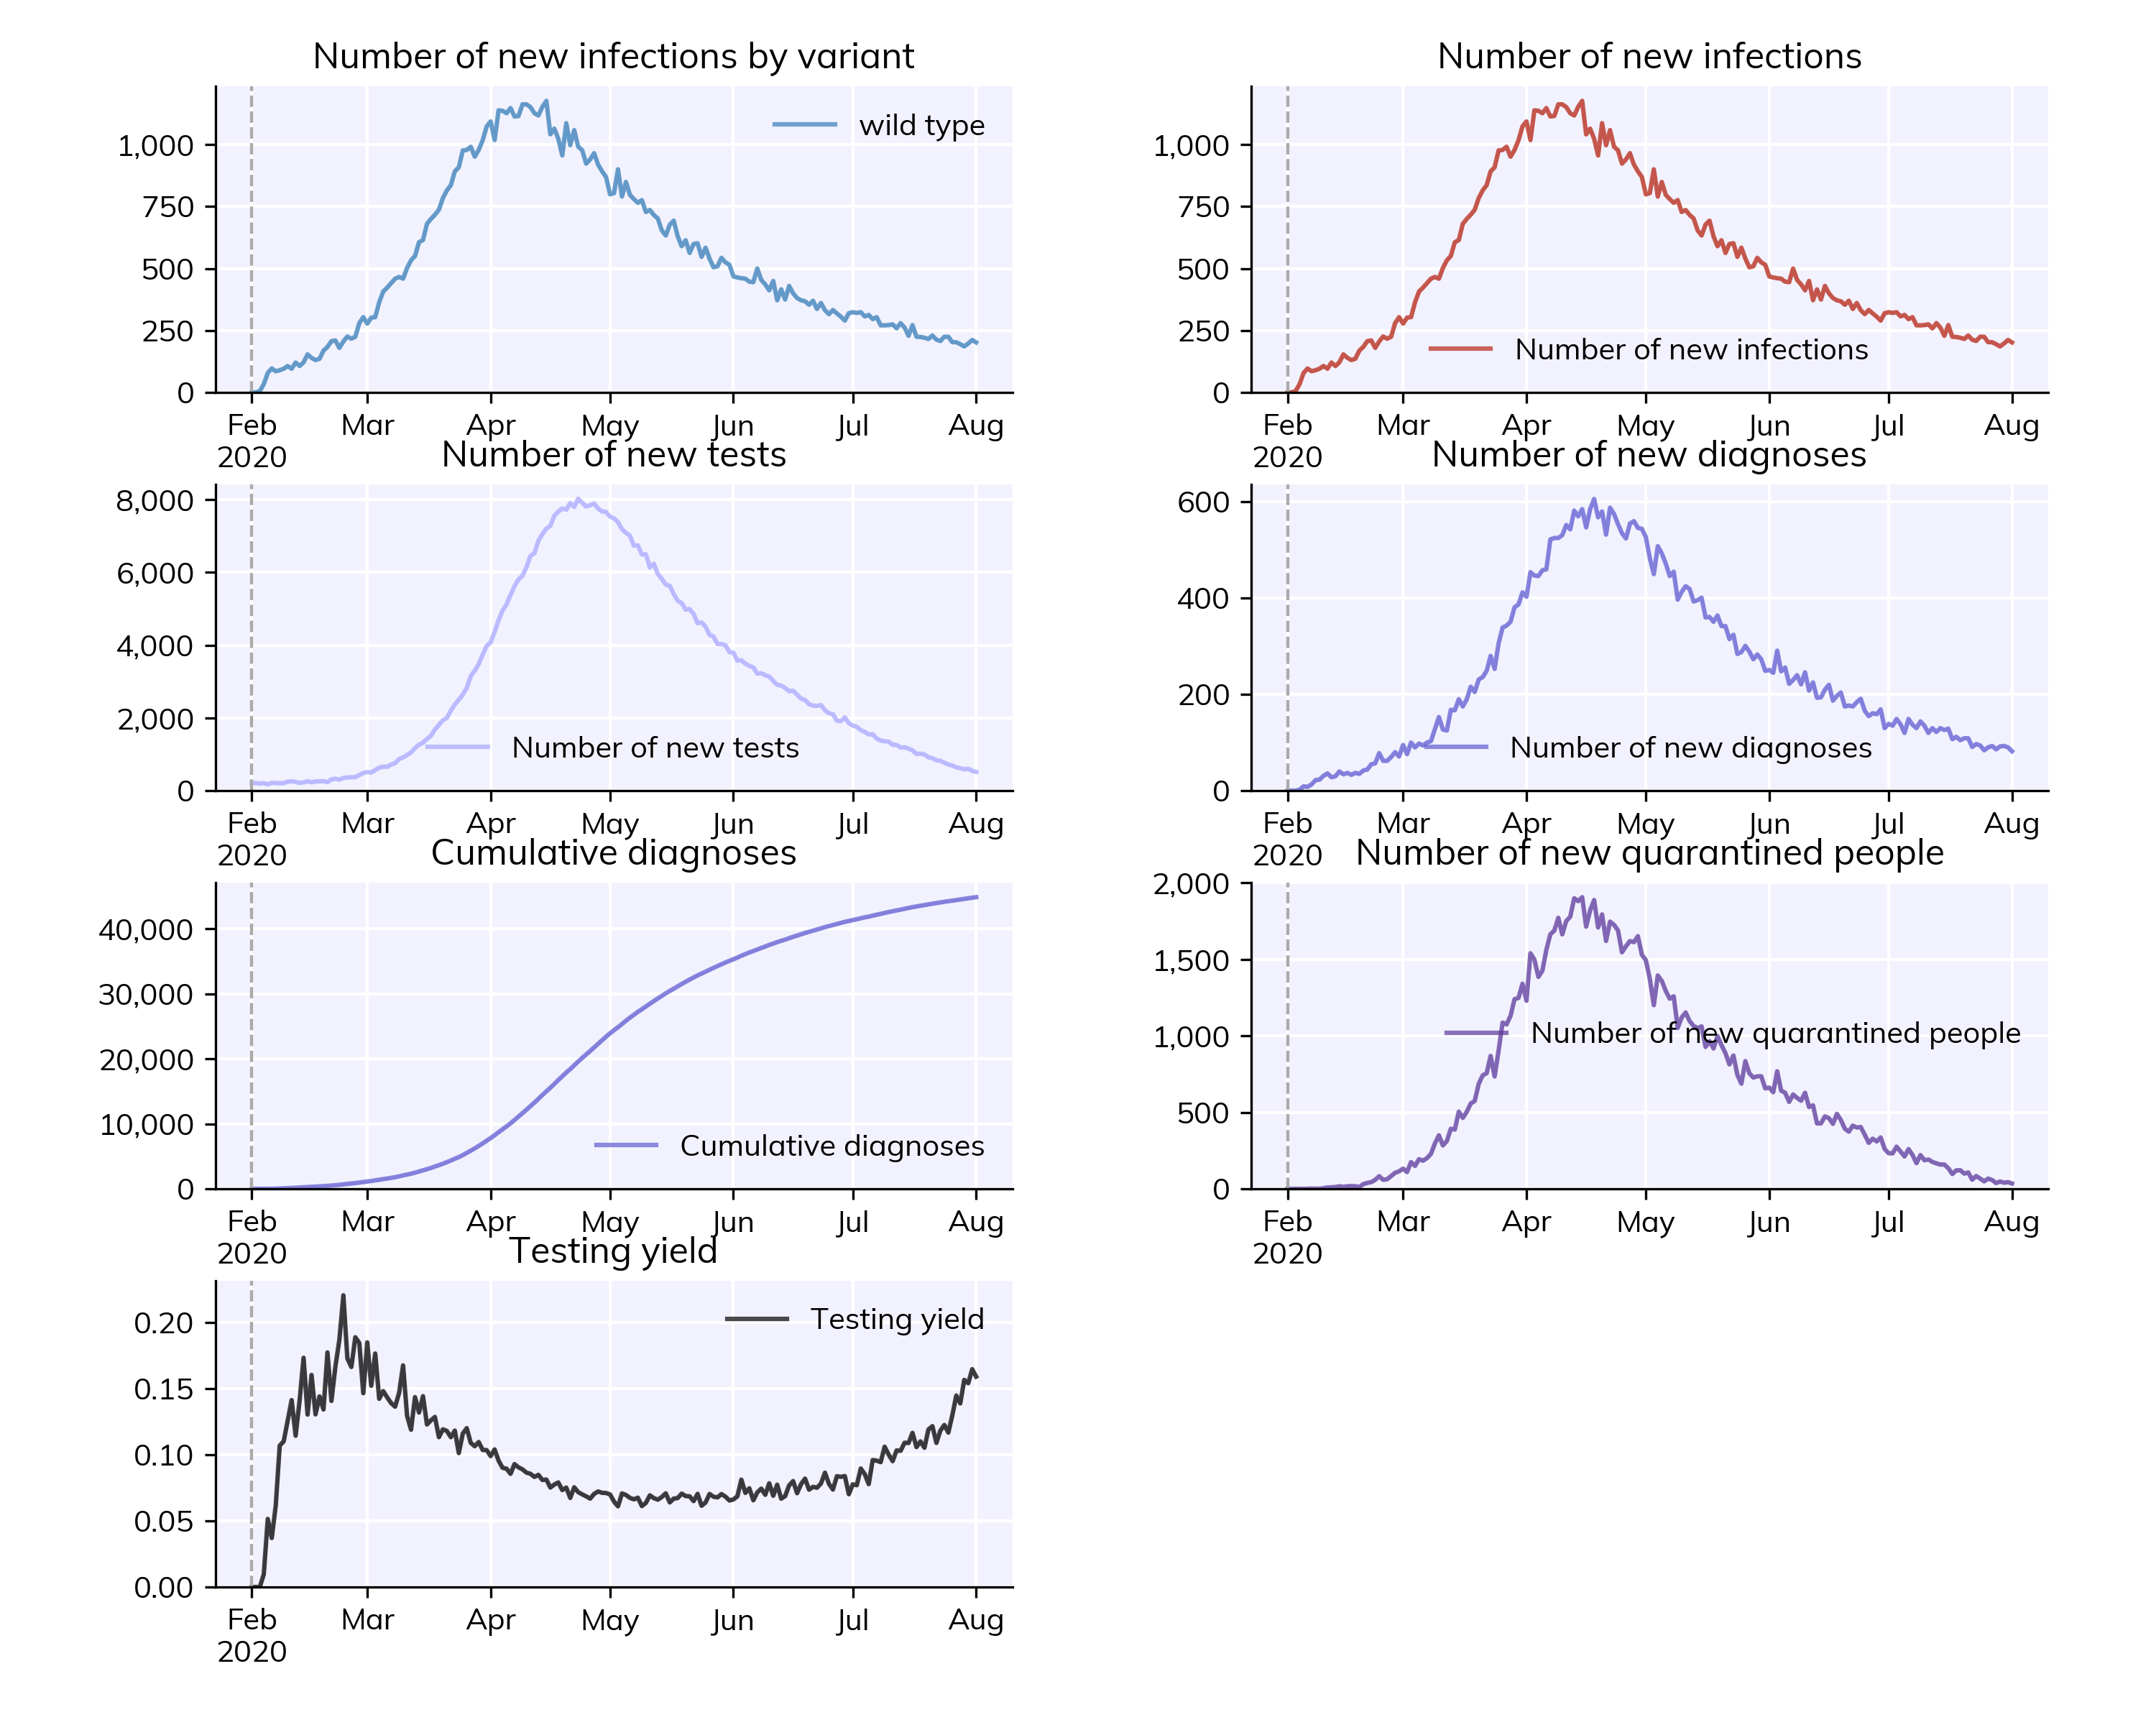 Number of new infections by variant
1,000
750
500
250
0
wild type
Feb Mar Apr May Jun Jul Aug
2020
Number of new infections
1,000
750
500
250
0
Number of new infections
Feb Mar Apr May Jun Jul Aug
2020
Number of new tests
8,000
6,000
4,000
2,000
0
Number of new tests
Feb Mar Apr May Jun Jul Aug
2020
Number of new diagnoses
600
400
200
0
Number of new diagnoses
Feb Mar Apr May Jun Jul Aug
2020
Cumulative diagnoses
40,000
30,000
20,000
10,000
0
Cumulative diagnoses
Feb Mar Apr May Jun Jul Aug
2020
Number of new quarantined people
2,000
1,500
1,000
500
0
Number of new quarantined people
Feb Mar Apr May Jun Jul Aug
2020
Testing yield
0.20
0.15
0.10
0.05
0.00
Testing yield
Feb Mar Apr May Jun Jul Aug
2020